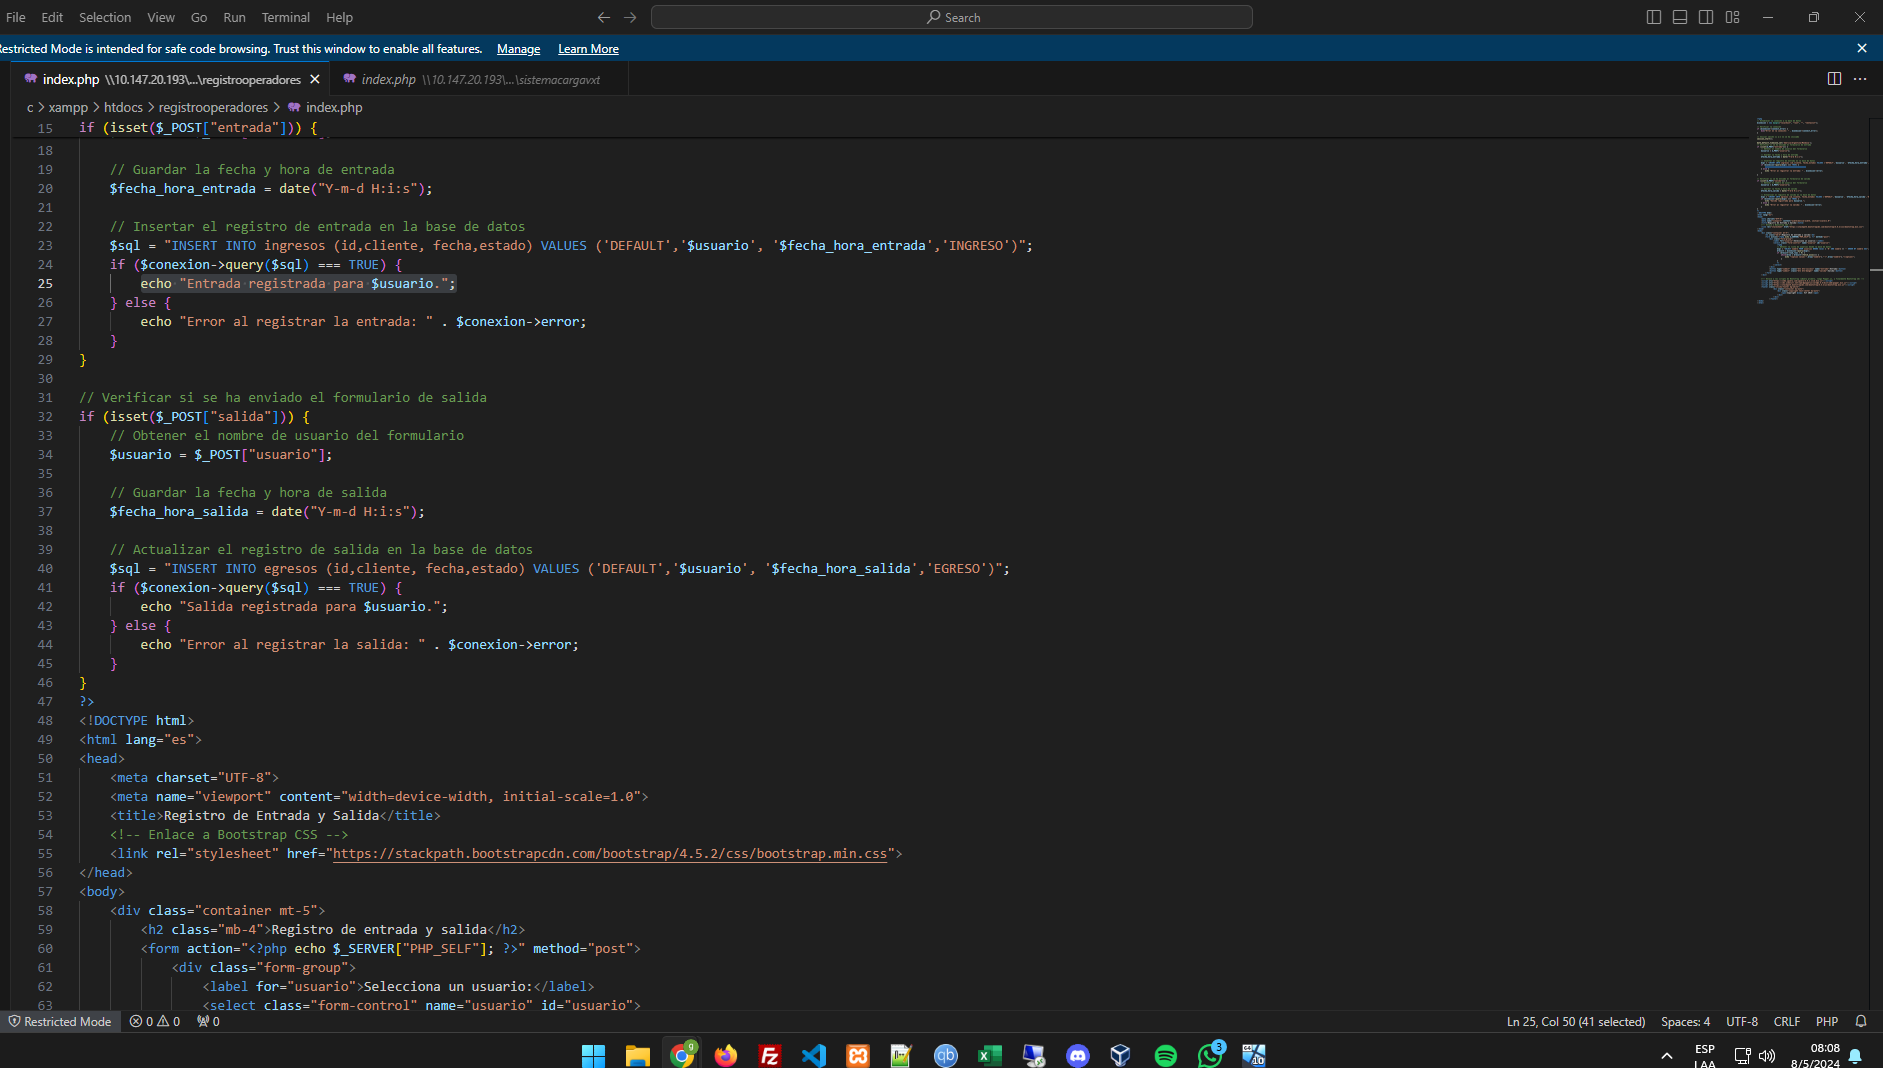 File Edit Selection View Go Run Terminal Help
Search
estricted Mode is intended for safe code browsing. Trust this window to enable all features. Manage Learn More
index.php \\10.147.20.193\...\registrooperadores
index.php \\10.147.20.193\...\sistemacargavxt
c > xampp > htdocs > registrooperadores > index.php
15 if (isset($_POST["entrada"])) {
18
19 // Guardar la fecha y hora de entrada
20 $fecha_hora_entrada = date("Y-m-d H:i:s");
21
22 // Insertar el registro de entrada en la base de datos
23 $sql = "INSERT INTO ingresos (id,cliente, fecha,estado) VALUES ('DEFAULT','$usuario', '$fecha_hora_entrada','INGRESO')";
24 if ($conexion->query($sql) === TRUE) {
25 echo "Entrada registrada para $usuario.";
26 } else {
27 echo "Error al registrar la entrada: " . $conexion->error;
28 }
29 }
30
31 // Verificar si se ha enviado el formulario de salida
32 if (isset($_POST["salida"])) {
33 // Obtener el nombre de usuario del formulario
34 $usuario = $_POST["usuario"];
35
36 // Guardar la fecha y hora de salida
37 $fecha_hora_salida = date("Y-m-d H:i:s");
38
39 // Actualizar el registro de salida en la base de datos
40 $sql = "INSERT INTO egresos (id,cliente, fecha,estado) VALUES ('DEFAULT','$usuario', '$fecha_hora_salida','EGRESO')";
41 if ($conexion->query($sql) === TRUE) {
42 echo "Salida registrada para $usuario.";
43 } else {
44 echo "Error al registrar la salida: " . $conexion->error;
45 }
46 }
47 ?>
48 <!DOCTYPE html>
49 <html lang="es">
50 <head>
51 <meta charset="UTF-8">
52 <meta name="viewport" content="width=device-width, initial-scale=1.0">
53 <title>Registro de Entrada y Salida</title>
54 <!-- Enlace a Bootstrap CSS -->
55 <link rel="stylesheet" href="https://stackpath.bootstrapcdn.com/bootstrap/4.5.2/css/bootstrap.min.css">
56 </head>
57 <body>
58 <div class="container mt-5">
59 <h2 class="mb-4">Registro de entrada y salida</h2>
60 <form action="<?php echo $_SERVER["PHP_SELF"]; ?>" method="post">
61 <div class="form-group">
62 <label for="usuario">Selecciona un usuario:</label>
63 <select class="form-control" name="usuario" id="usuario">
Restricted Mode 0 0 0
Ln 25, Col 50 (41 selected) Spaces: 4 UTF-8 CRLF PHP
9 3
ESP
LAA
08:08
8/5/2024